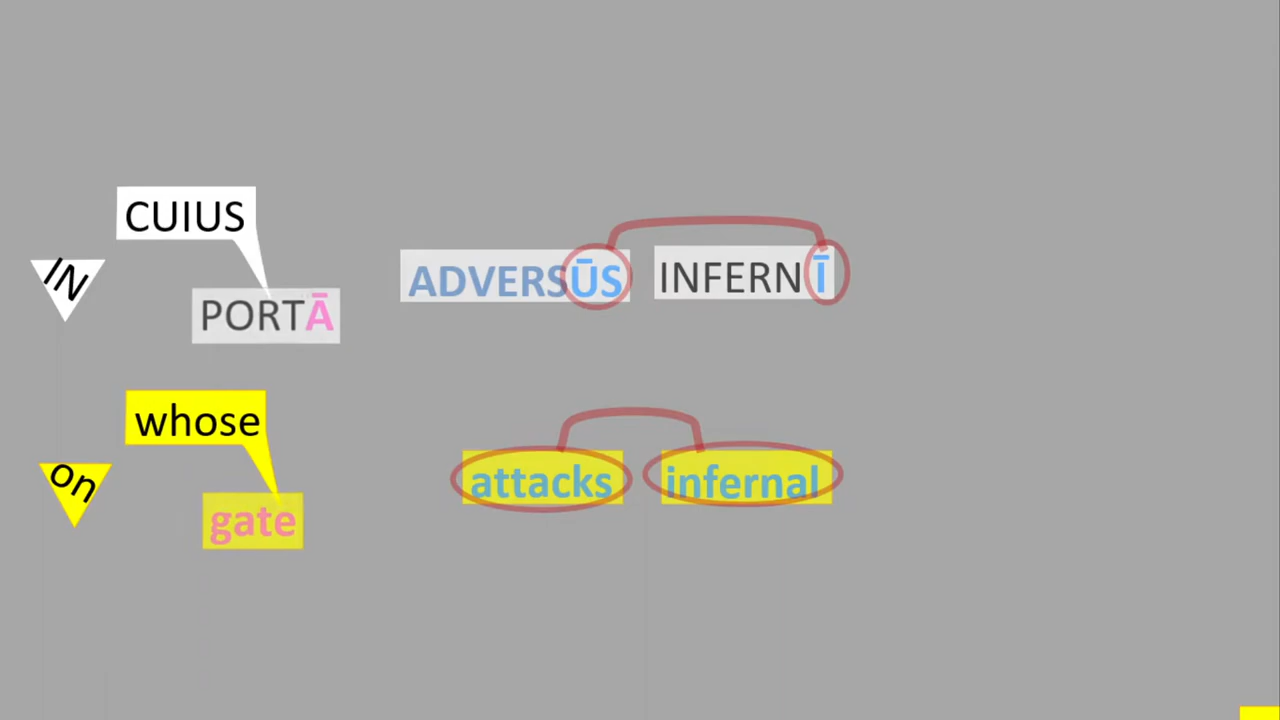 CUIUS
IN
PORTĀ
ADVERSŪS INFERNĪ
whose
on
gate
attacks infernal